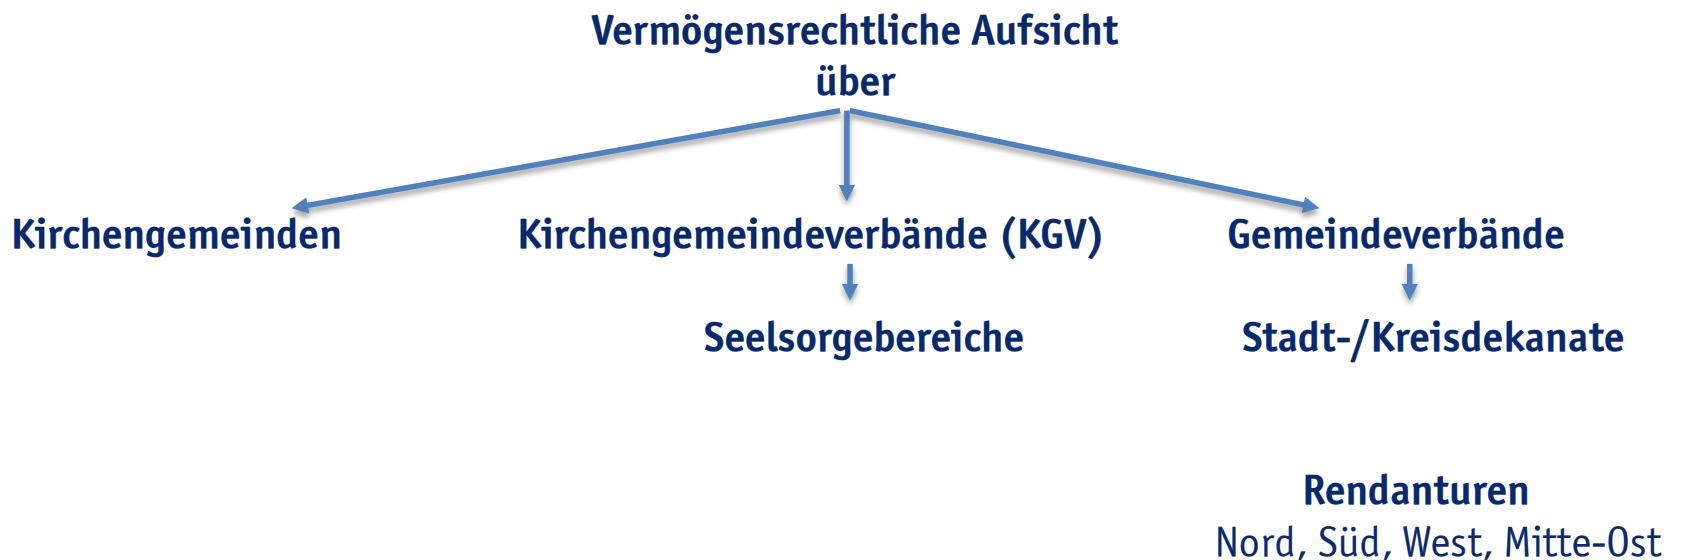 Vermögensrechtliche Aufsicht
über
Kirchengemeinden
Kirchengemeindeverbände (KGV)
Gemeindeverbände
Seelsorgebereiche
Stadt-/Kreisdekanate
Rendanturen
Nord, Süd, West, Mitte-Ost